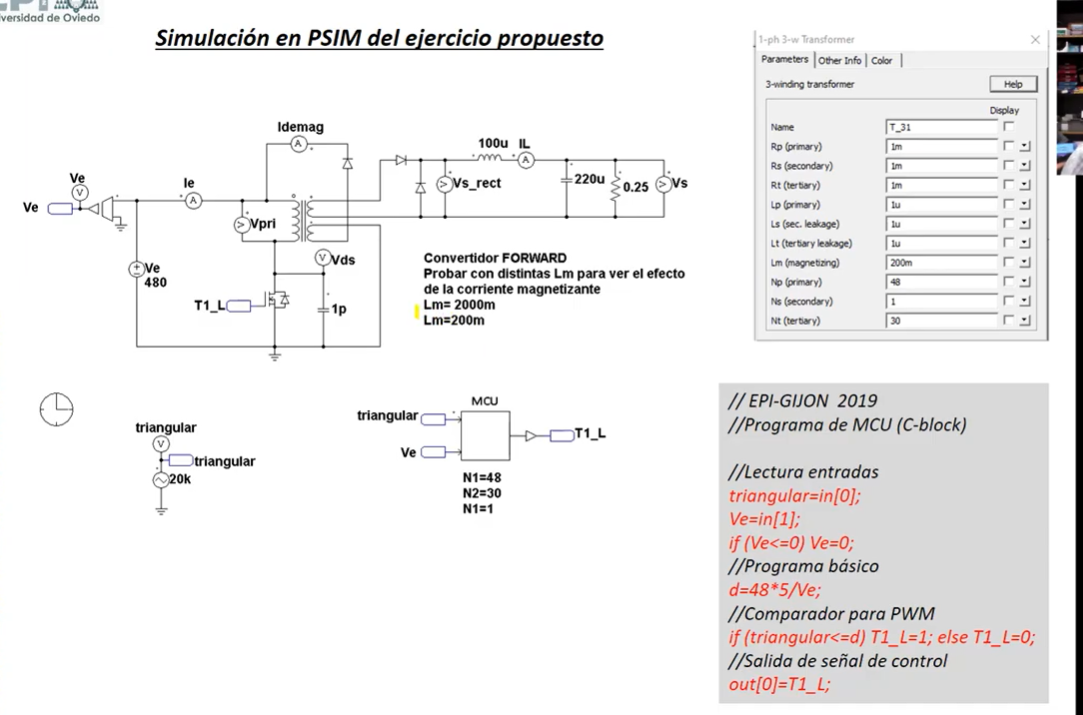 Universidad de Oviedo
Simulación en PSIM del ejercicio propuesto
Idemag
A
100u IL
A
Ve
V
Ve
Ie
A
V
Vs_rect
220u
0.25
V
Vs
V
Vpri
Ve
480
V
Vds
T1_L
1p
Convertidor FORWARD
Probar con distintas Lm para ver el efecto
de la corriente magnetizante
Lm= 2000m
Lm=200m
triangular
V
triangular
20k
MCU
triangular
Ve
T1_L
N1=48
N2=30
N1=1
1-ph 3-w Transformer
Parameters Other Info Color
3-winding transformer
Help
Display
Name T_31
Rp (primary) 1m
Rs (secondary) 1m
Rt (tertiary) 1m
Lp (primary) 1u
Ls (sec. leakage) 1u
Lt (tertiary leakage) 1u
Lm (magnetizing) 200m
Np (primary) 48
Ns (secondary) 1
Nt (tertiary) 30
// EPI-GIJON 2019
//Programa de MCU (C-block)
//Lectura entradas
triangular=in[0];
Ve=in[1];
if (Ve<=0) Ve=0;
//Programa básico
d=48*5/Ve;
//Comparador para PWM
if (triangular<=d) T1_L=1; else T1_L=0;
//Salida de señal de control
out[0]=T1_L;